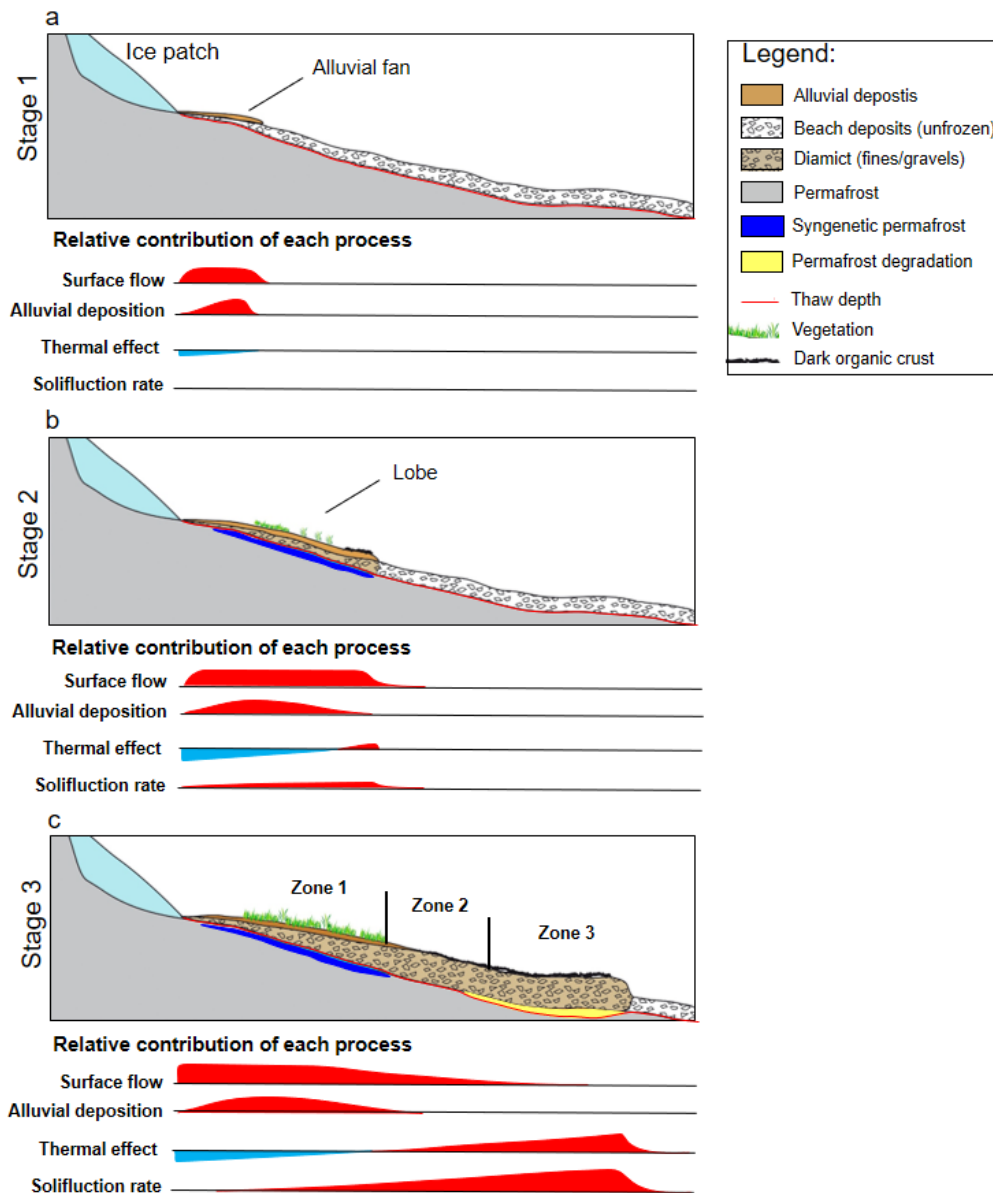 a
Stage 1
Ice patch
Alluvial fan
Relative contribution of each process
Surface flow
Alluvial deposition
Thermal effect
Solifluction rate
Legend:
Alluvial depostis
Beach deposits (unfrozen)
Diamict (fines/gravels)
Permafrost
Syngenetic permafrost
Permafrost degradation
Thaw depth
Vegetation
Dark organic crust
b
Stage 2
Lobe
Relative contribution of each process
Surface flow
Alluvial deposition
Thermal effect
Solifluction rate
c
Stage 3
Zone 1
Zone 2
Zone 3
Relative contribution of each process
Surface flow
Alluvial deposition
Thermal effect
Solifluction rate